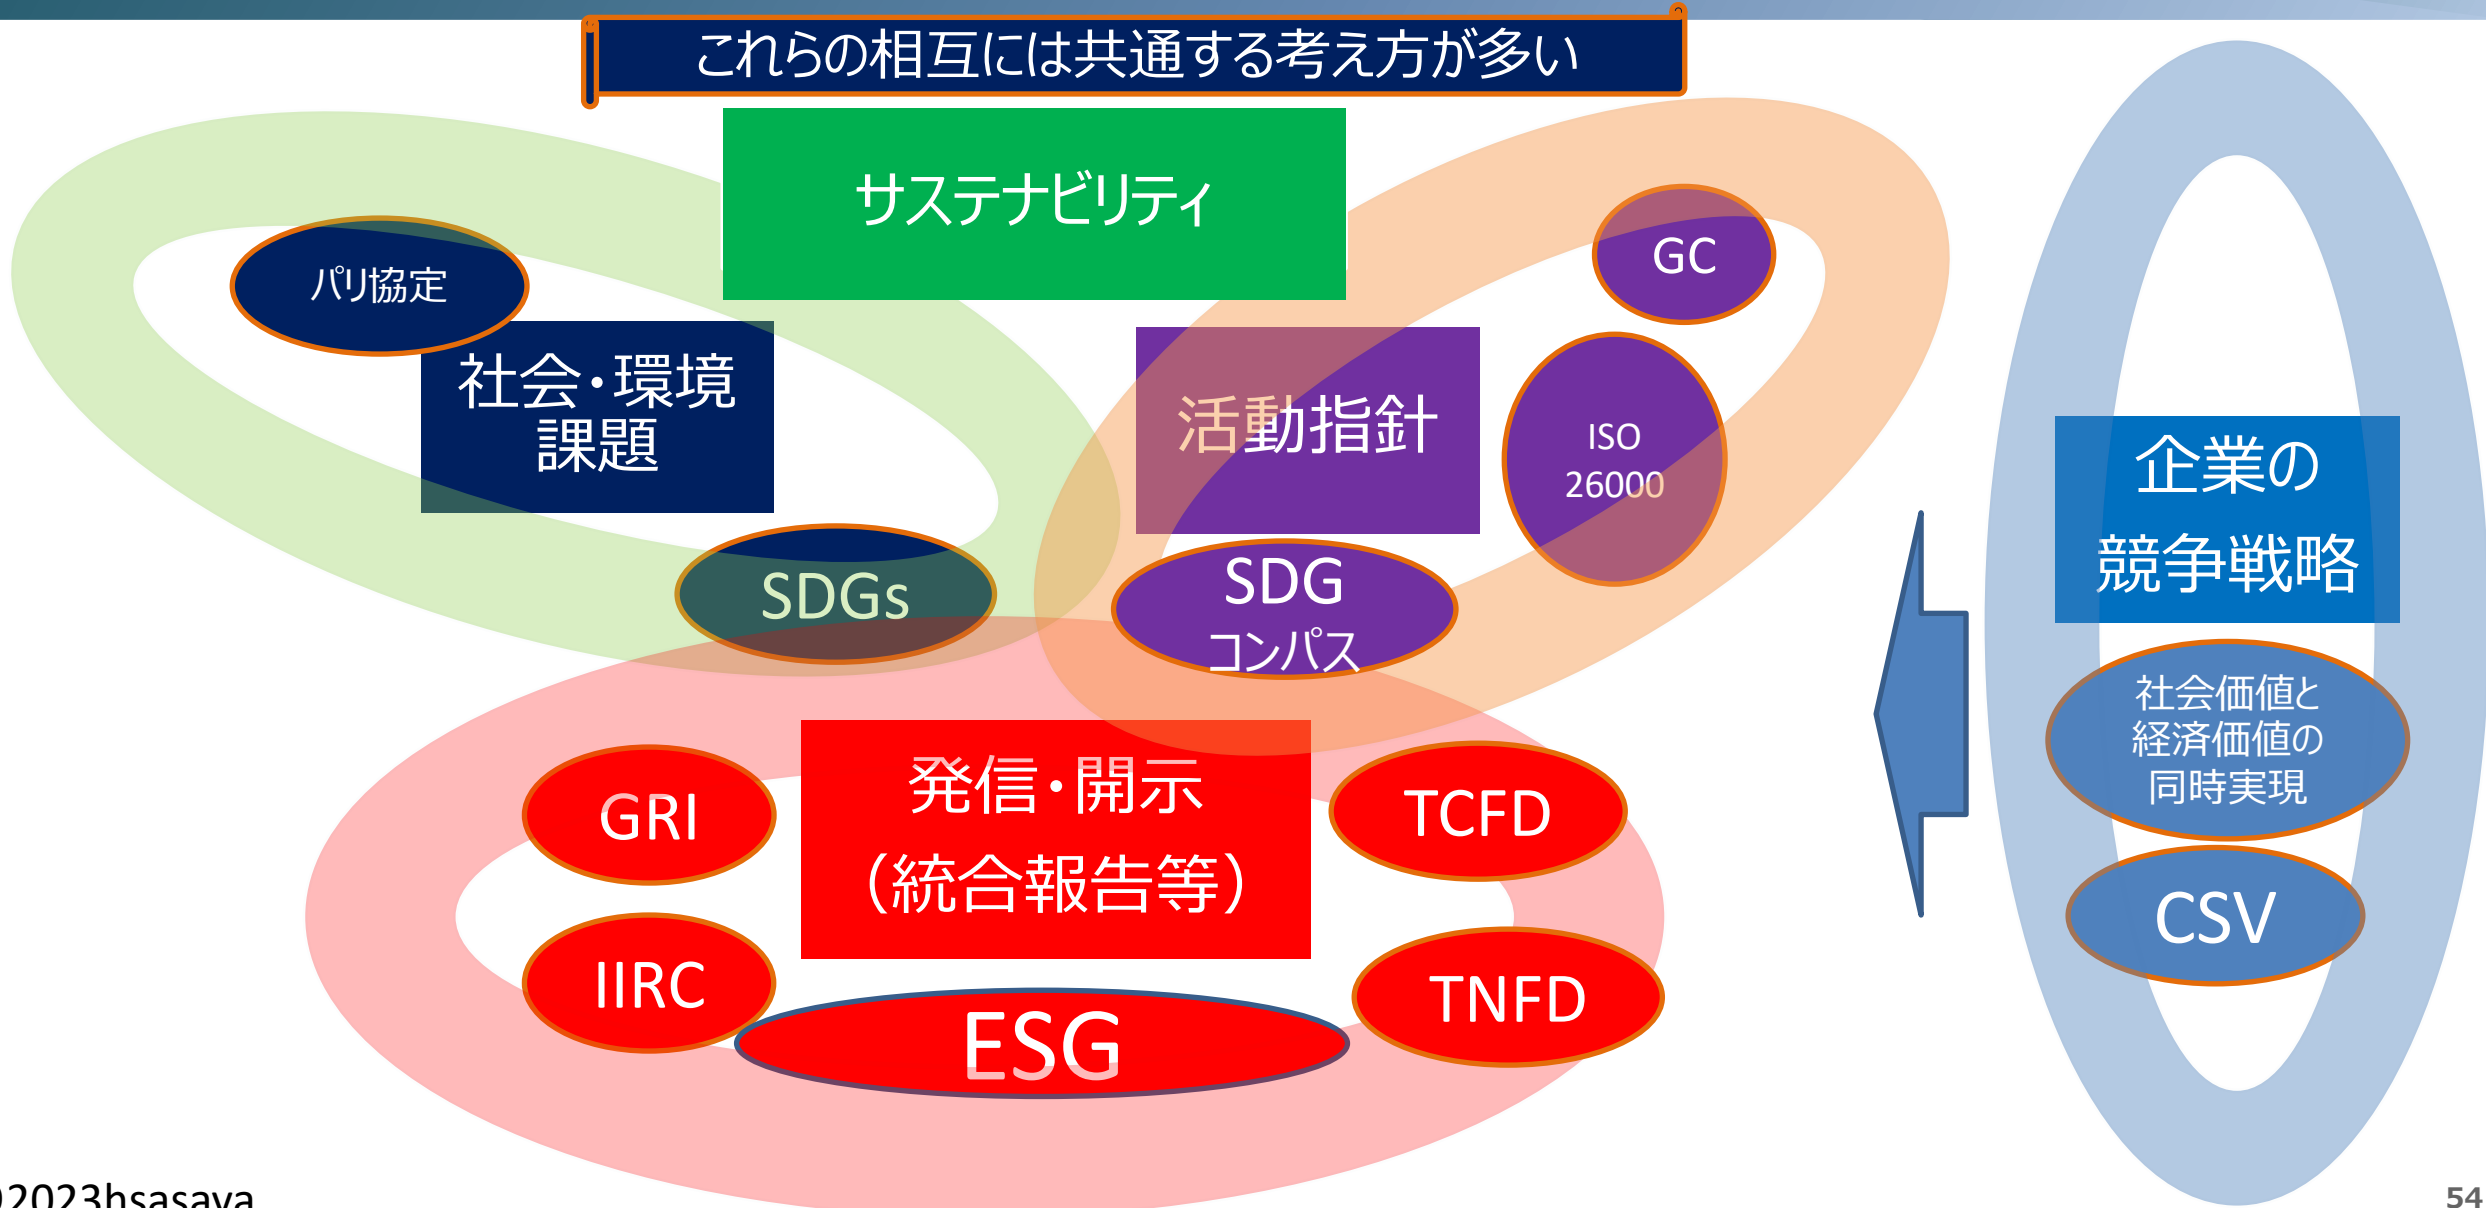 これらの相互には共通する考え方が多い
サステナビリティ
パリ協定
社会・環境
課題
SDGs
活動指針
GC
ISO
26000
SDG
コンパス
発信・開示
（統合報告等）
GRI
IIRC
ESG
TCFD
TNFD
企業の
競争戦略
社会価値と
経済価値の
同時実現
CSV
2023hsasaya
54